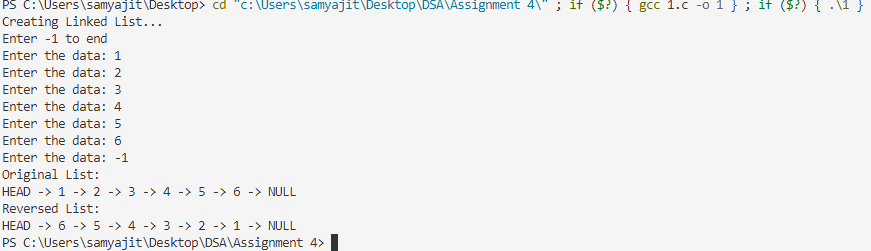 PS C:\Users\samyajit\Desktop> cd "c:\Users\samyajit\Desktop\DSA\Assignment 4\" ; if ($?) { gcc 1.c -o 1 } ; if ($?) { .\1 }
Creating Linked List...
Enter -1 to end
Enter the data: 1
Enter the data: 2
Enter the data: 3
Enter the data: 4
Enter the data: 5
Enter the data: 6
Enter the data: -1
Original List:
HEAD -> 1 -> 2 -> 3 -> 4 -> 5 -> 6 -> NULL
Reversed List:
HEAD -> 6 -> 5 -> 4 -> 3 -> 2 -> 1 -> NULL
PS C:\Users\samyajit\Desktop\DSA\Assignment 4>